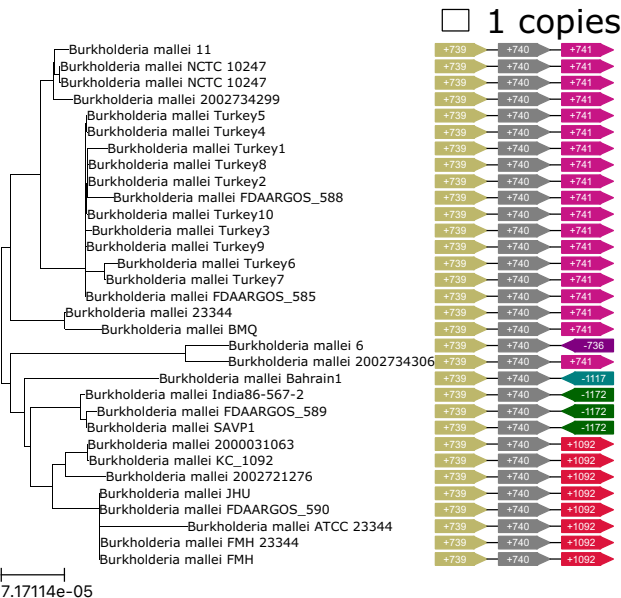 1 copies
Burkholderia mallei 11 +739 +740 +741
Burkholderia mallei NCTC 10247 +739 +740 +741
Burkholderia mallei NCTC 10247 +739 +740 +741
Burkholderia mallei 2002734299 +739 +740 +741
Burkholderia mallei Turkey5 +739 +740 +741
Burkholderia mallei Turkey4 +739 +740 +741
Burkholderia mallei Turkey1 +739 +740 +741
Burkholderia mallei Turkey8 +739 +740 +741
Burkholderia mallei Turkey2 +739 +740 +741
Burkholderia mallei FDAARGOS_588 +739 +740 +741
Burkholderia mallei Turkey10 +739 +740 +741
Burkholderia mallei Turkey3 +739 +740 +741
Burkholderia mallei Turkey9 +739 +740 +741
Burkholderia mallei Turkey6 +739 +740 +741
Burkholderia mallei Turkey7 +739 +740 +741
Burkholderia mallei FDAARGOS_585 +739 +740 +741
Burkholderia mallei 23344 +739 +740 +741
Burkholderia mallei BMQ +739 +740 +741
Burkholderia mallei 6 +739 +740 -736
Burkholderia mallei 2002734306 +739 +740 +741
Burkholderia mallei Bahrain1 +739 +740 -1117
Burkholderia mallei India86-567-2 +739 +740 -1172
Burkholderia mallei FDAARGOS_589 +739 +740 -1172
Burkholderia mallei SAVP1 +739 +740 -1172
Burkholderia mallei 2000031063 +739 +740 +1092
Burkholderia mallei KC_1092 +739 +740 +1092
Burkholderia mallei 2002721276 +739 +740 +1092
Burkholderia mallei JHU +739 +740 +1092
Burkholderia mallei FDAARGOS_590 +739 +740 +1092
Burkholderia mallei ATCC 23344 +739 +740 +1092
Burkholderia mallei FMH 23344 +739 +740 +1092
Burkholderia mallei FMH +739 +740 +1092
7.17114e-05